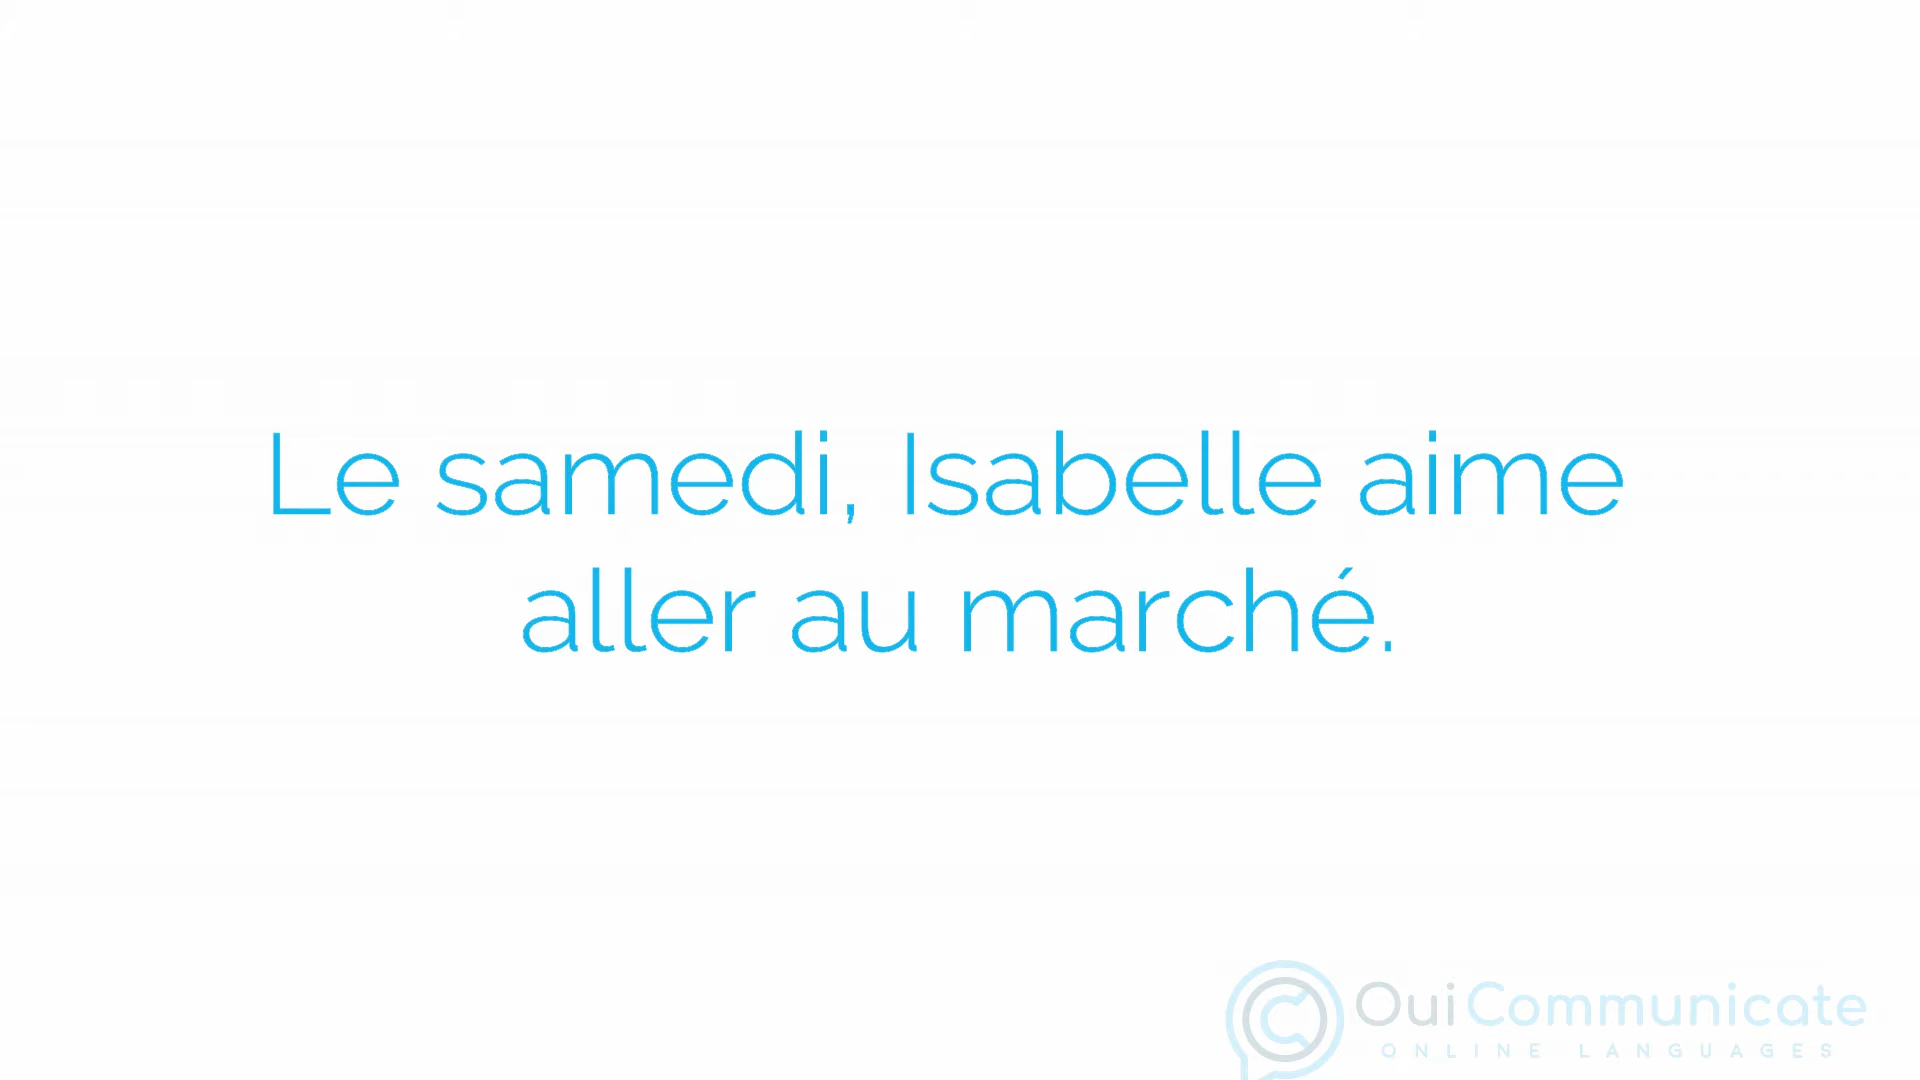 Le samedi, Isabelle aime
aller au marché.
OuiCommunicate
ONLINE LANGUAGES